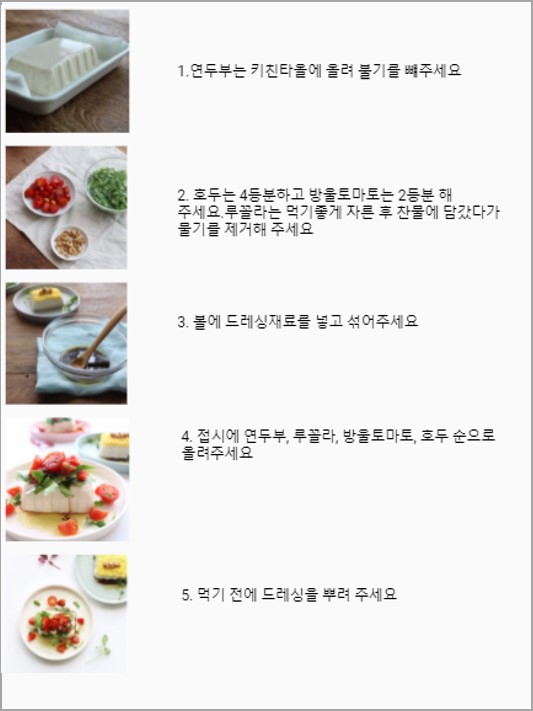 1.연두부는 키친타올에 올려 물기를 빼주세요
2. 호두는 4등분하고 방울토마토는 2등분 해
주세요.루꼴라는 먹기좋게 자른 후 찬물에 담갔다가
물기를 제거해 주세요
3. 볼에 드레싱재료를 넣고 섞어주세요
4. 접시에 연두부, 루꼴라, 방울토마토, 호두 순으로
올려주세요
5. 먹기 전에 드레싱을 뿌려 주세요